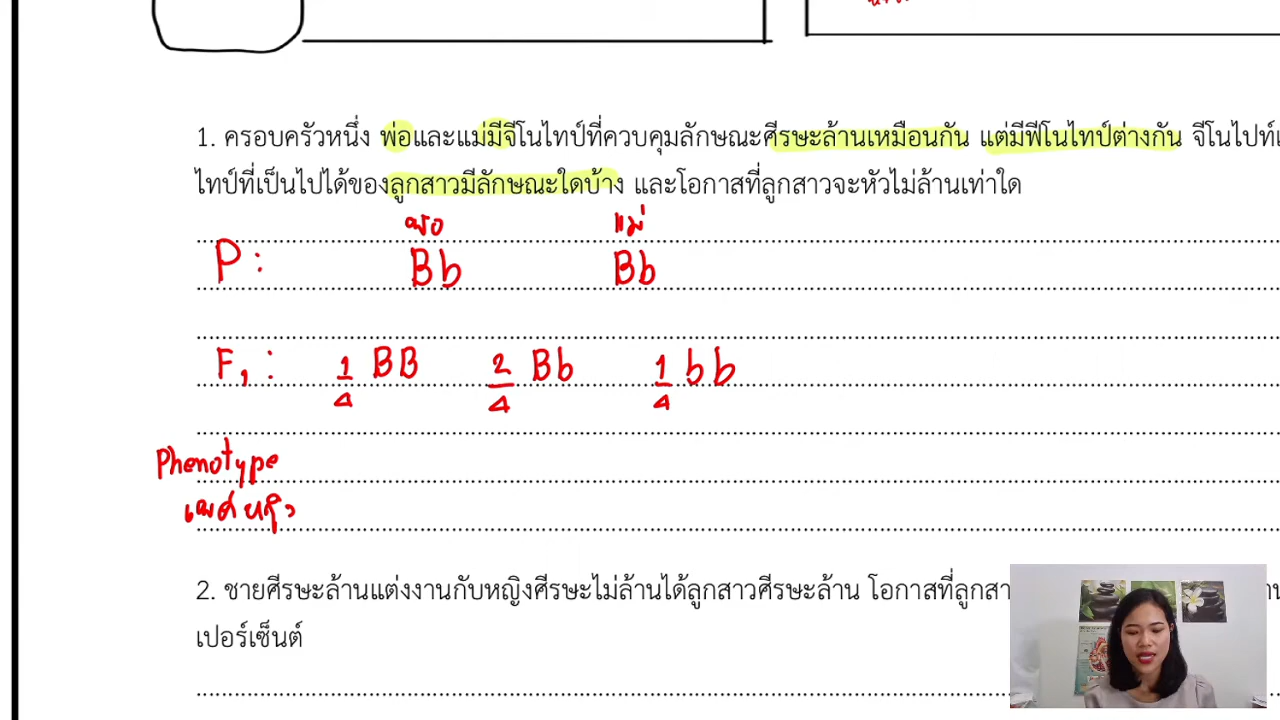 1. ครอบครัวหนึ่ง พ่อและแม่มีจีโนไทป์ที่ควบคุมลักษณะศีรษะล้านเหมือนกัน แต่มีฟีโนไทป์ต่างกัน จีโนไปท์
ไทป์ที่เป็นไปได้ของลูกสาวมีลักษณะใดบ้าง และโอกาสที่ลูกสาวจะหัวไม่ล้านเท่าใด
พ่อ แม่
P : Bb Bb
F1 : 1/4 BB 2/4 Bb 1/4 bb
Phenotype
เพศหญิง
2. ชายศีรษะล้านแต่งงานกับหญิงศีรษะไม่ล้านได้ลูกสาวศีรษะล้าน โอกาสที่ลูกสา
เปอร์เซ็นต์